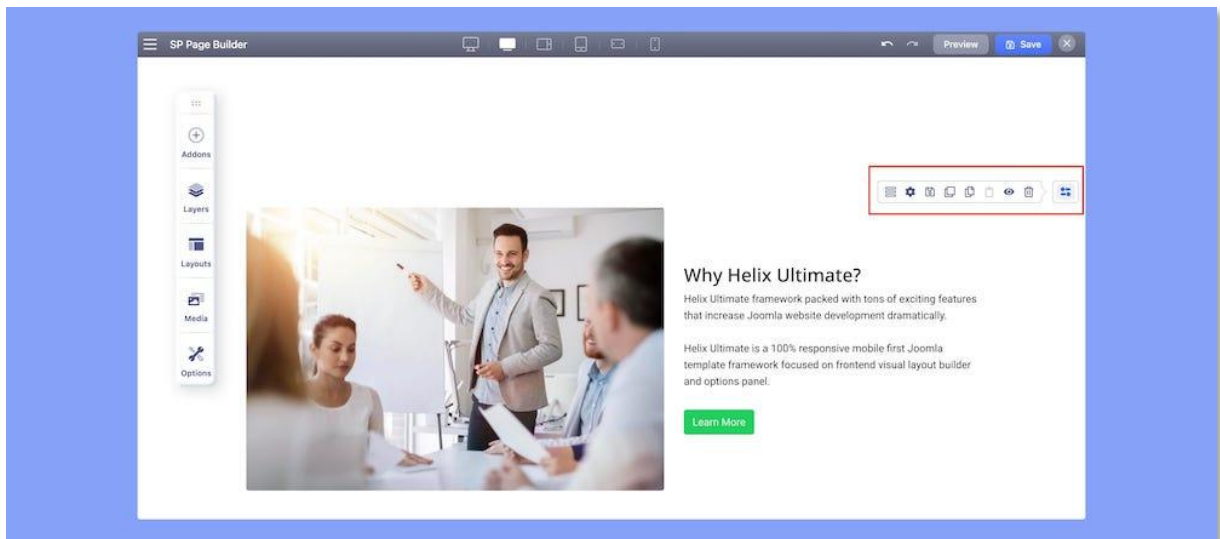 SP Page Builder
Preview
Save
Addons
Layers
Layouts
Media
Options
Why Helix Ultimate?
Helix Ultimate framework packed with tons of exciting features
that increase Joomla website development dramatically.
Helix Ultimate is a 100% responsive mobile first Joomla
template framework focused on frontend visual layout builder
and options panel.
Learn More